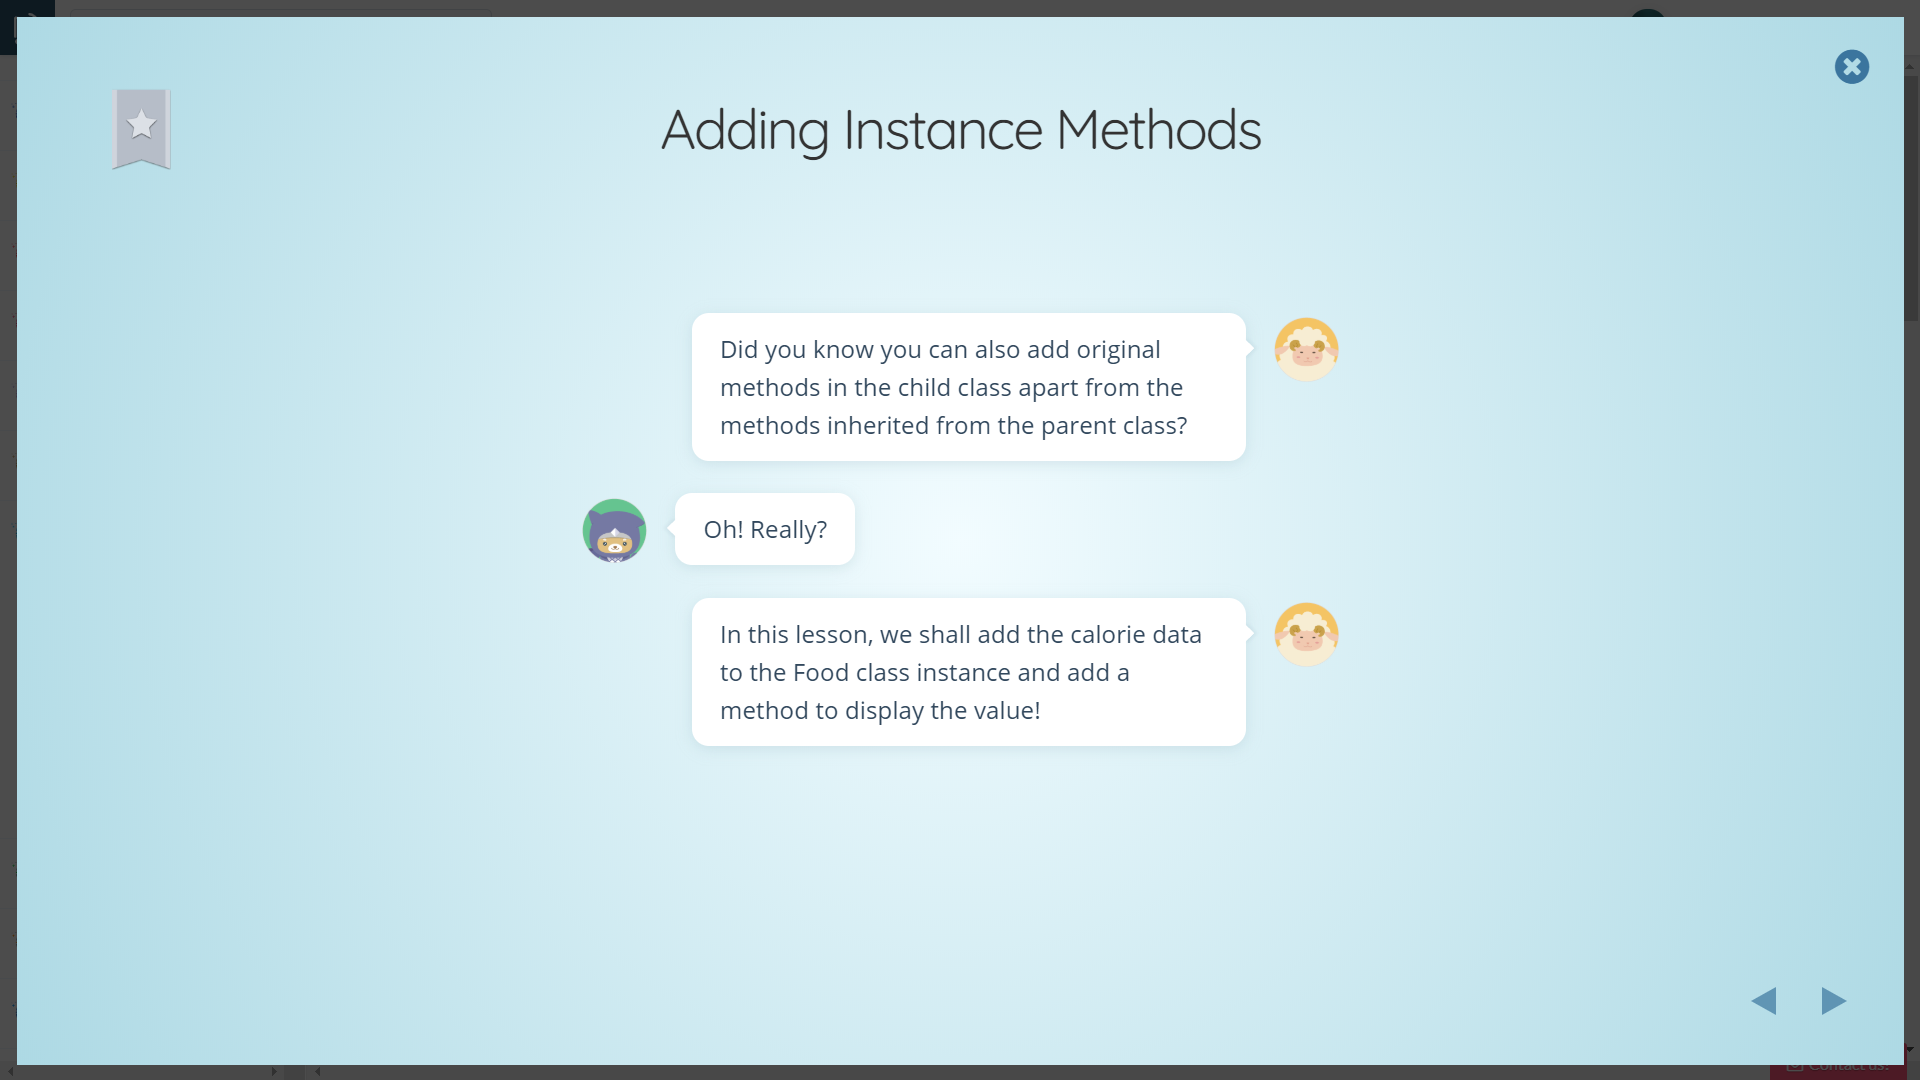 Adding Instance Methods
Did you know you can also add original
methods in the child class apart from the
methods inherited from the parent class?
Oh! Really?
In this lesson, we shall add the calorie data
to the Food class instance and add a
method to display the value!
Contact us!